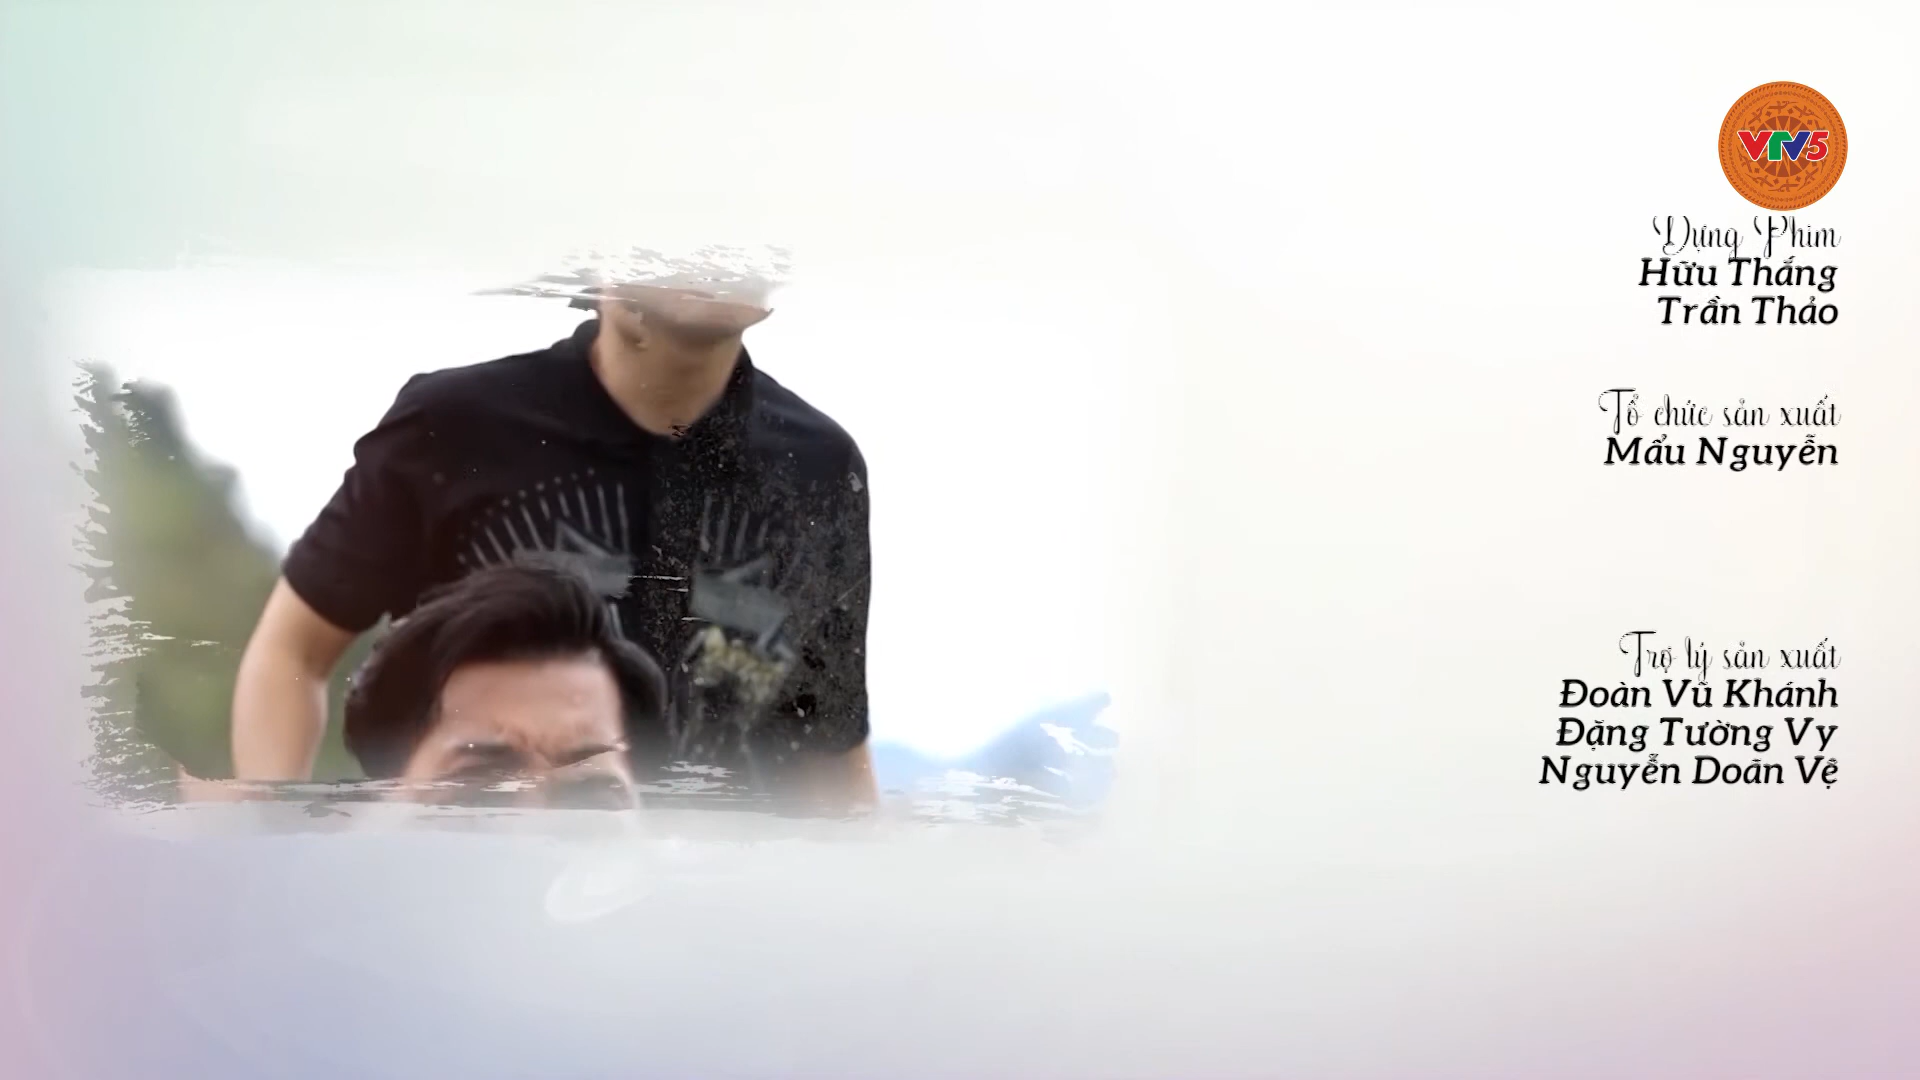 VTV5
Dựng Phim
Hữu Thắng
Trần Thảo
Tổ chức sản xuất
Mẩu Nguyễn
Trợ lý sản xuất
Đoàn Vũ Khánh
Đặng Tường Vy
Nguyễn Doãn Vệ